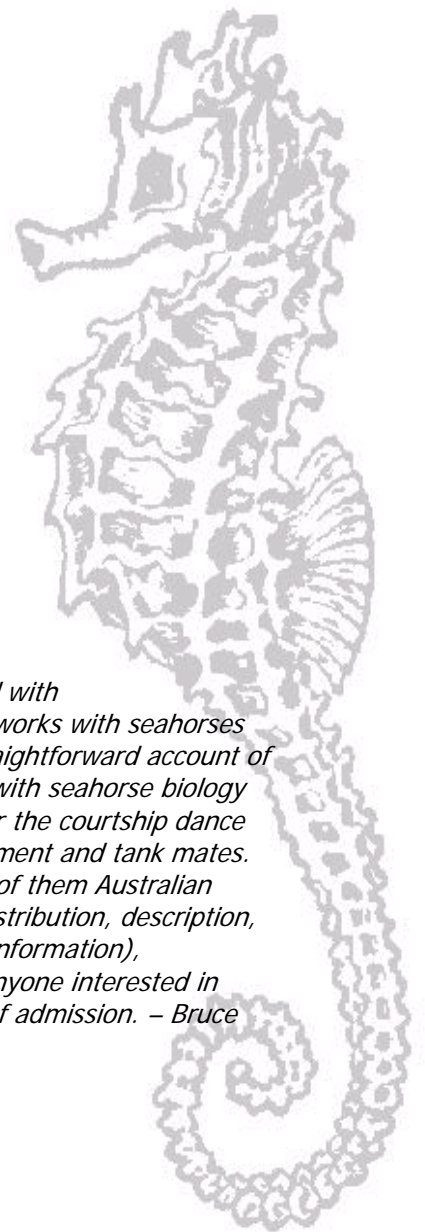 l with
works with seahorses
aightforward account of
with seahorse biology
r the courtship dance
ment and tank mates.
of them Australian
stribution, description,
nformation),
nyone interested in
f admission. – Bruce